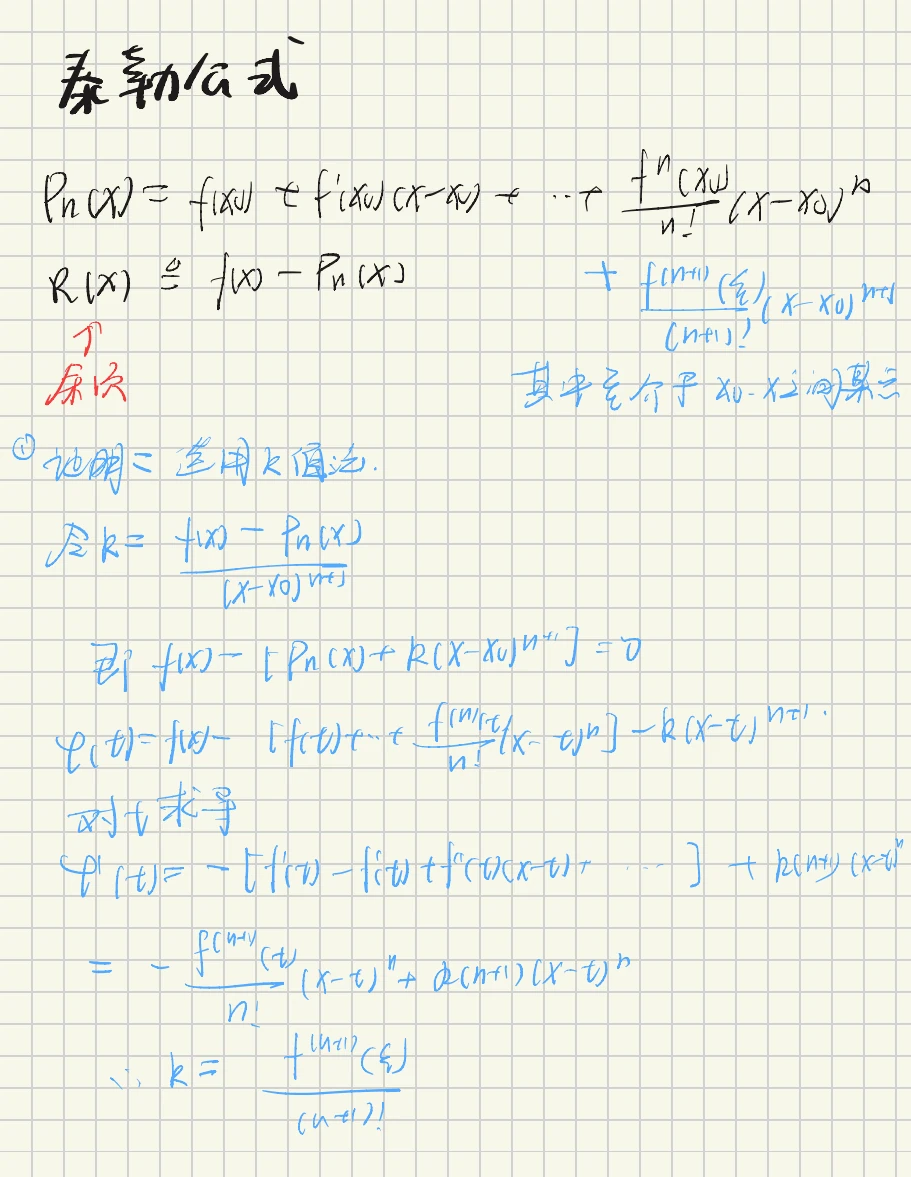 泰勒公式
Pn(x) = f(x0) + f'(x0)(x-x0) + ... + f^n(x0)/n! (x-x0)^n
+ f^(n+1)(ξ)/(n+1)! (x-x0)^n+1
R(x) ≜ f(x) - Pn(x)
↑
余项
其中ξ介于x0-x之间某点
① 证明= 运用k值法.
令k = f(x) - Pn(x)/(x-x0)^n+1
即 f(x) - [Pn(x) + k(x-x0)^n+1] = 0
φ(t) = f(x) - [f(t) + ... + f^(n)(t)/n! (x-t)^n] - k(x-t)^n+1.
对t求导
φ'(t) = -[f'(t) - f'(t) + f''(t)(x-t) + ...] + k(n+1)(x-t)^n
= - f^(n+1)(t)/n! (x-t)^n + k(n+1)(x-t)^n
∴ k = f^(n+1)(ξ)/(n+1)!